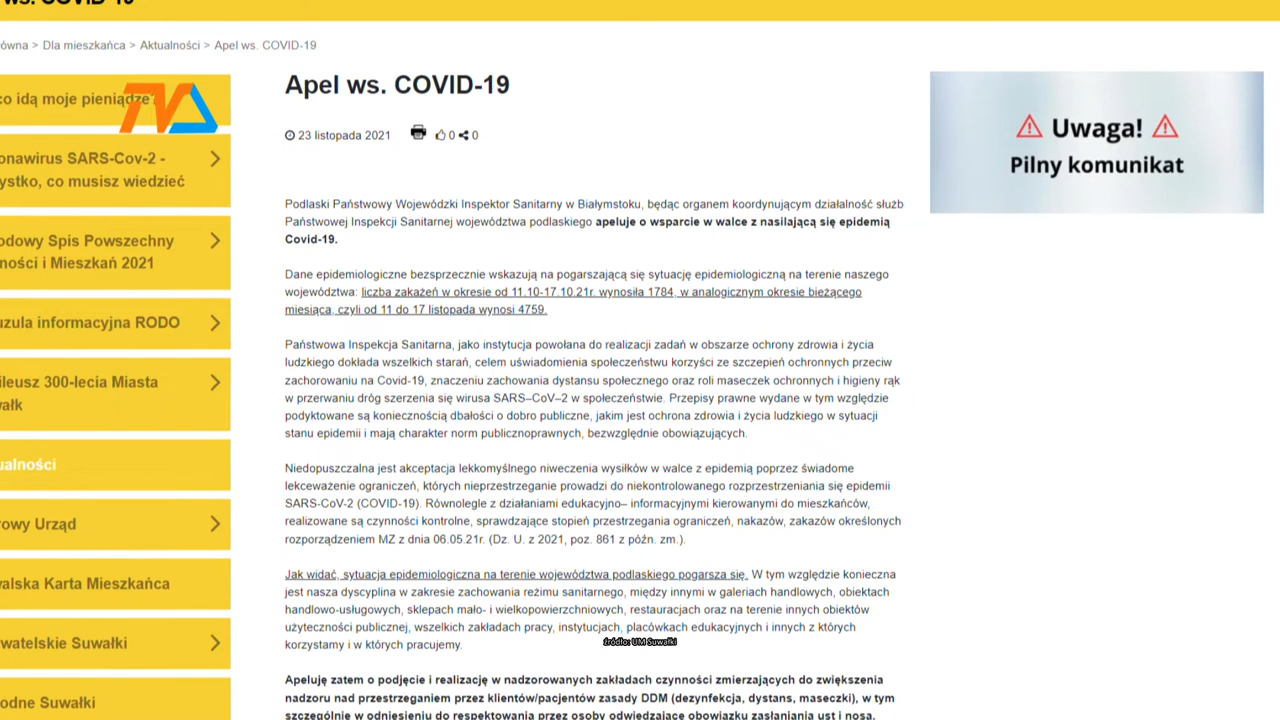 ws. COVID-19
ówna > Dla mieszkańca > Aktualności > Apel ws. COVID-19
co idą moje pieniądze?
TVA
onawirus SARS-Cov-2 -
ystko, co musisz wiedzieć
odowy Spis Powszechny
ności i Mieszkań 2021
uzula informacyjna RODO
ileusz 300-lecia Miasta
wałk
ualności
rowy Urząd
valska Karta Mieszkańca
watelskie Suwałki
odne Suwałki
Apel ws. COVID-19
23 listopada 2021 0 0
Podlaski Państwowy Wojewódzki Inspektor Sanitarny w Białymstoku, będąc organem koordynującym działalność służb
Państwowej Inspekcji Sanitarnej województwa podlaskiego apeluje o wsparcie w walce z nasilającą się epidemią
Covid-19.
Dane epidemiologiczne bezsprzecznie wskazują na pogarszającą się sytuację epidemiologiczną na terenie naszego
województwa: liczba zakażeń w okresie od 11.10-17.10.21r. wynosiła 1784, w analogicznym okresie bieżącego
miesiąca, czyli od 11 do 17 listopada wynosi 4759.
Państwowa Inspekcja Sanitarna, jako instytucja powołana do realizacji zadań w obszarze ochrony zdrowia i życia
ludzkiego dokłada wszelkich starań, celem uświadomienia społeczeństwu korzyści ze szczepień ochronnych przeciw
zachorowaniu na Covid-19, znaczeniu zachowania dystansu społecznego oraz roli maseczek ochronnych i higieny rąk
w przerwaniu dróg szerzenia się wirusa SARS–CoV–2 w społeczeństwie. Przepisy prawne wydane w tym względzie
podyktowane są koniecznością dbałości o dobro publiczne, jakim jest ochrona zdrowia i życia ludzkiego w sytuacji
stanu epidemii i mają charakter norm publicznoprawnych, bezwzględnie obowiązujących.
Niedopuszczalna jest akceptacja lekkomyślnego niweczenia wysiłków w walce z epidemią poprzez świadome
lekceważenie ograniczeń, których nieprzestrzeganie prowadzi do niekontrolowanego rozprzestrzeniania się epidemii
SARS-CoV-2 (COVID-19). Równolegle z działaniami edukacyjno– informacyjnymi kierowanymi do mieszkańców,
realizowane są czynności kontrolne, sprawdzające stopień przestrzegania ograniczeń, nakazów, zakazów określonych
rozporządzeniem MZ z dnia 06.05.21r. (Dz. U. z 2021, poz. 861 z późn. zm.).
Jak widać, sytuacja epidemiologiczna na terenie województwa podlaskiego pogarsza się. W tym względzie konieczna
jest nasza dyscyplina w zakresie zachowania reżimu sanitarnego, między innymi w galeriach handlowych, obiektach
handlowo-usługowych, sklepach mało- i wielkopowierzchniowych, restauracjach oraz na terenie innych obiektów
użyteczności publicznej, wszelkich zakładach pracy, instytucjach, placówkach edukacyjnych i innych z których
korzystamy i w których pracujemy.
źródło: UM Suwałki
Apeluję zatem o podjęcie i realizację w nadzorowanych zakładach czynności zmierzających do zwiększenia
nadzoru nad przestrzeganiem przez klientów/pacjentów zasady DDM (dezynfekcja, dystans, maseczki), w tym
szczególnie w odniesieniu do respektowania przez osoby odwiedzające obowiązku zasłaniania ust i nosa.
Uwaga!
Pilny komunikat